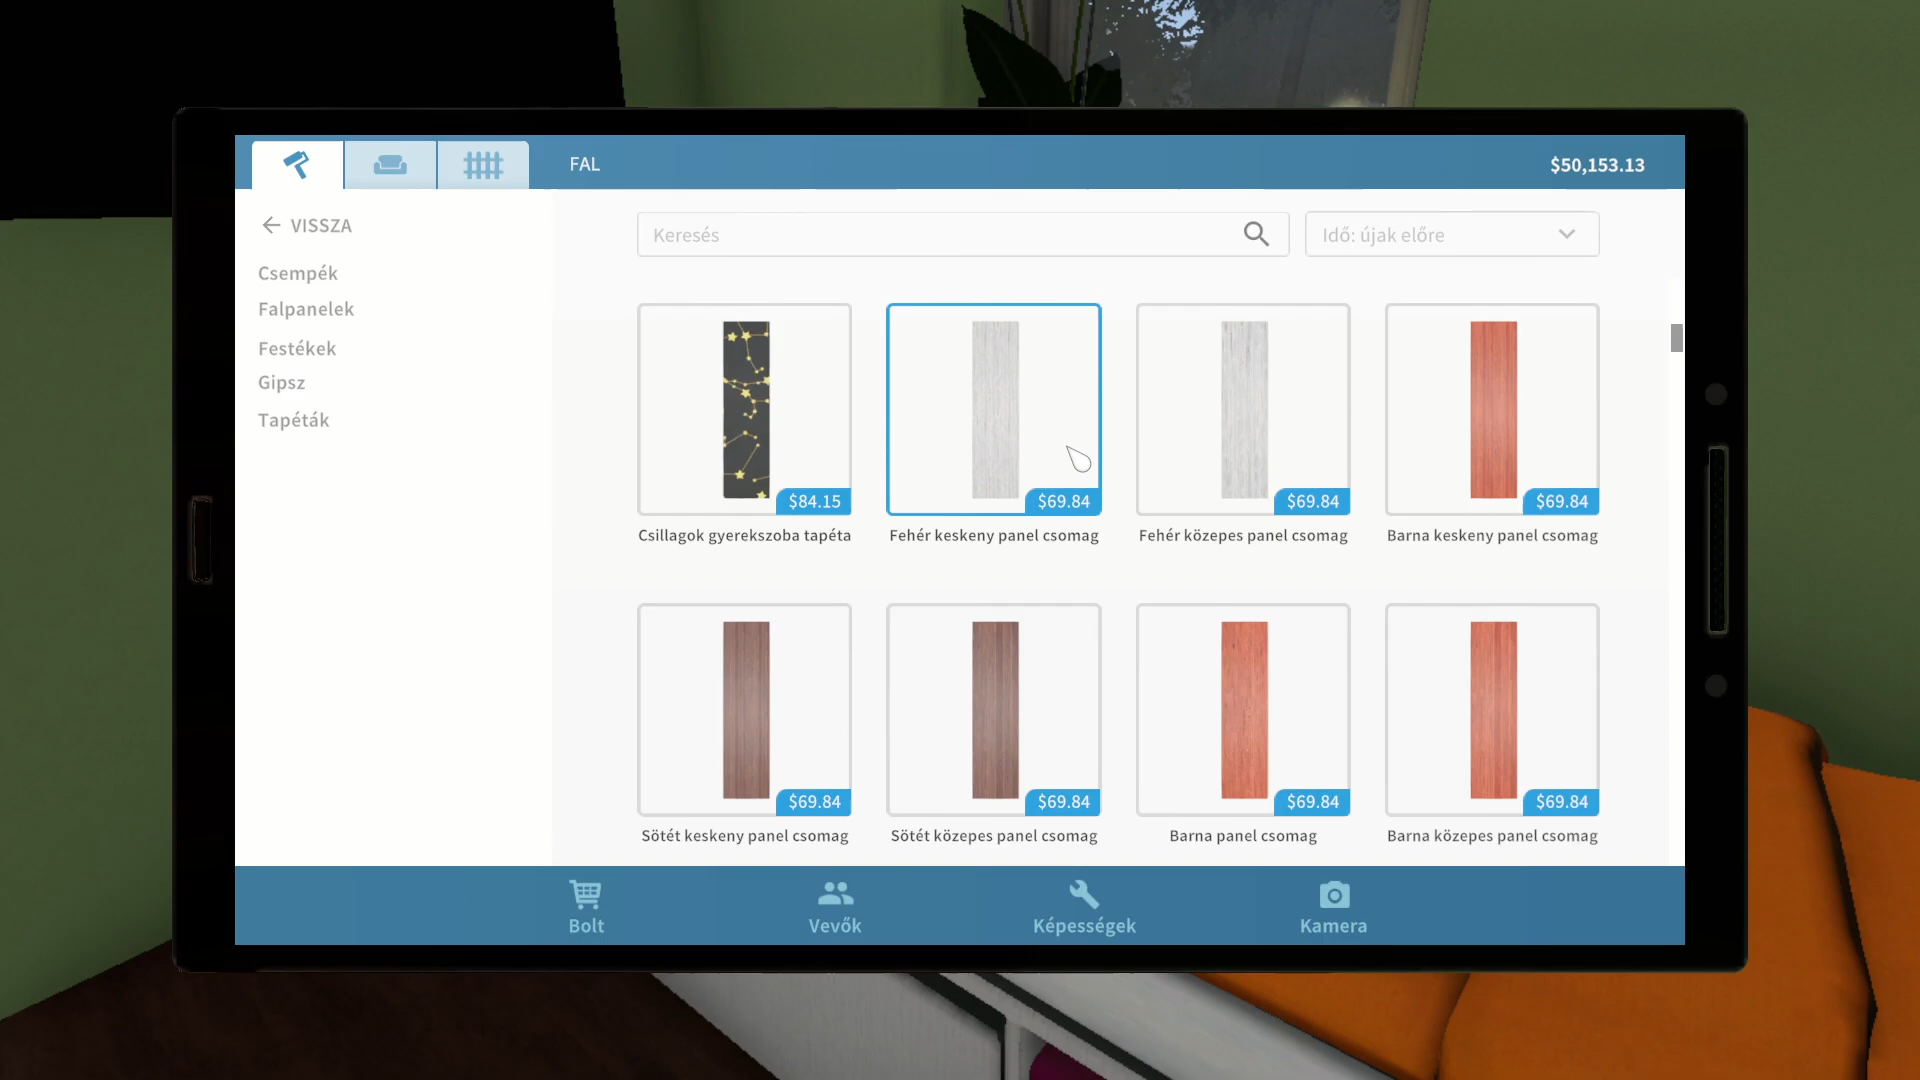 FAL
$50,153.13
VISSZA
Csempék
Falpanelek
Festékek
Gipsz
Tapéták
Keresés
Idő: újak előre
$84.15
$69.84
$69.84
$69.84
Csillagok gyerekszoba tapéta
Fehér keskeny panel csomag
Fehér közepes panel csomag
Barna keskeny panel csomag
$69.84
$69.84
$69.84
$69.84
Sötét keskeny panel csomag
Sötét közepes panel csomag
Barna panel csomag
Barna közepes panel csomag
Bolt
Vevők
Képességek
Kamera